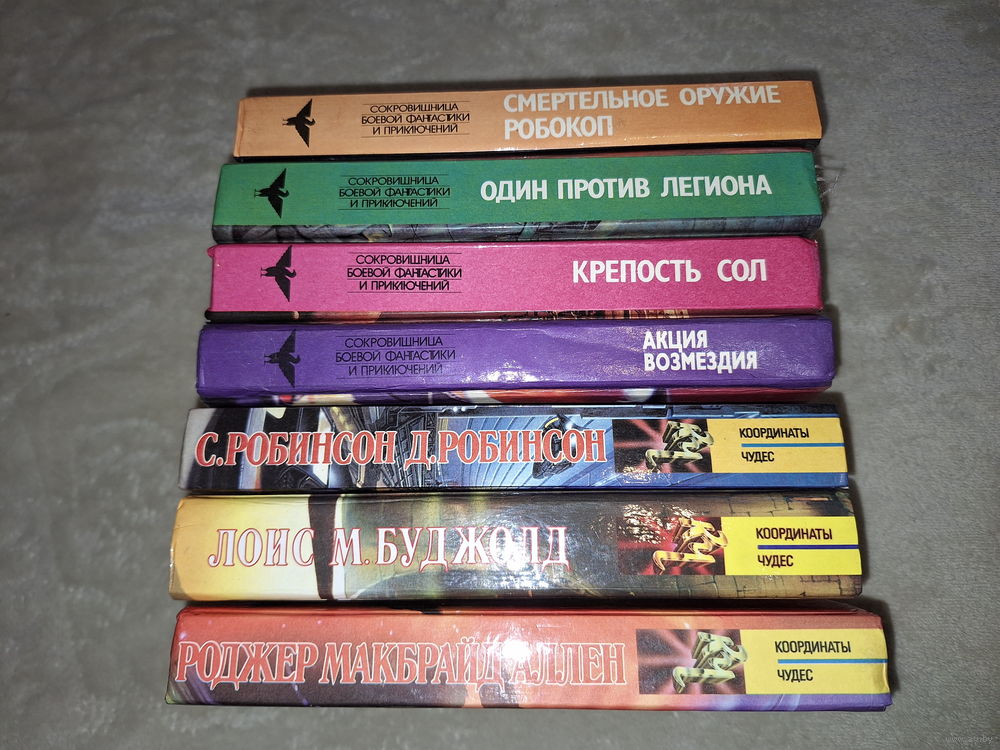 СОКРОВИЩНИЦА
БОЕВОЙ ФАНТАСТИКИ
И ПРИКЛЮЧЕНИЙ
СМЕРТЕЛЬНОЕ ОРУЖИЕ
РОБОКОП
СОКРОВИЩНИЦА
БОЕВОЙ ФАНТАСТИКИ
И ПРИКЛЮЧЕНИЙ
ОДИН ПРОТИВ ЛЕГИОНА
СОКРОВИЩНИЦА
БОЕВОЙ ФАНТАСТИКИ
И ПРИКЛЮЧЕНИЙ
КРЕПОСТЬ СОЛ
СОКРОВИЩНИЦА
БОЕВОЙ ФАНТАСТИКИ
И ПРИКЛЮЧЕНИЙ
АКЦИЯ
ВОЗМЕЗДИЯ
С.РОБИНСОН Д.РОБИНСОН
КООРДИНАТЫ
ЧУДЕС
ЛОИС М.БУДЖОЛД
КООРДИНАТЫ
ЧУДЕС
РОДЖЕР МАКБРАЙД АЛЛЕН
КООРДИНАТЫ
ЧУДЕС